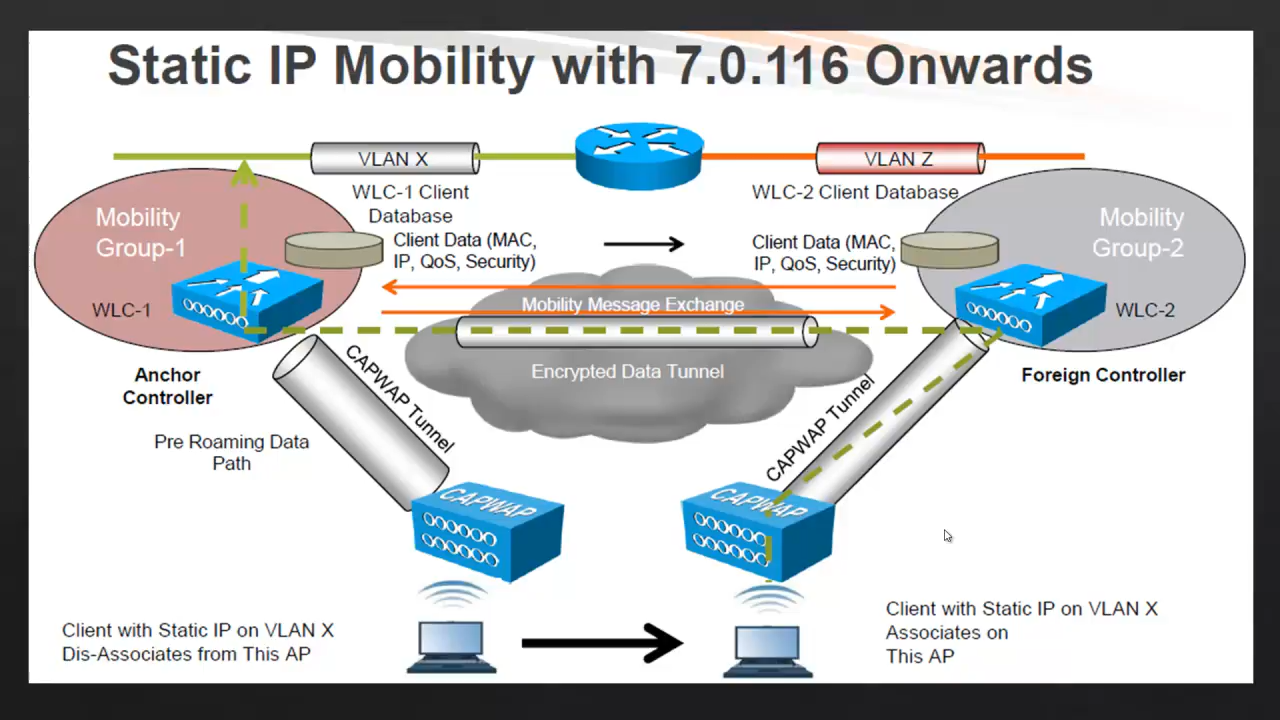 Static IP Mobility with 7.0.116 Onwards
VLAN X
VLAN Z
WLC-1 Client
Database
WLC-2 Client Database
Mobility
Group-1
Client Data (MAC,
IP, QoS, Security)
Client Data (MAC,
IP, QoS, Security)
Mobility
Group-2
WLC-1
Mobility Message Exchange
WLC-2
Encrypted Data Tunnel
Anchor
Controller
Foreign Controller
CAPWAP Tunnel
CAPWAP Tunnel
Pre Roaming Data
Path
CAPWAP
CAPWAP
Client with Static IP on VLAN X
Dis-Associates from This AP
Client with Static IP on VLAN X
Associates on
This AP